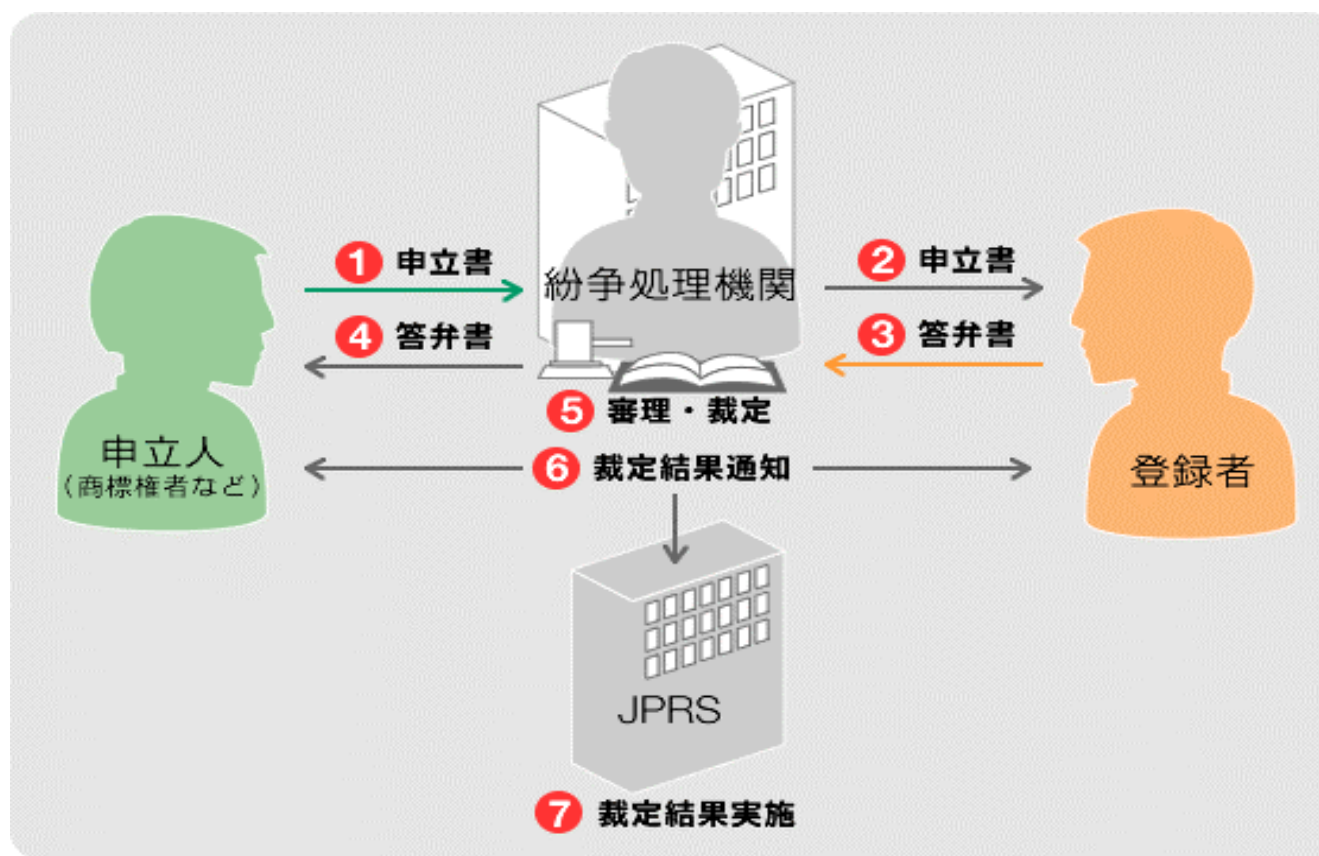 1 申立書
2 申立書
紛争処理機関
4 答弁書
3 答弁書
5 審理・裁定
申立人
（商標権者など）
6 裁定結果通知
登録者
JPRS
7 裁定結果実施